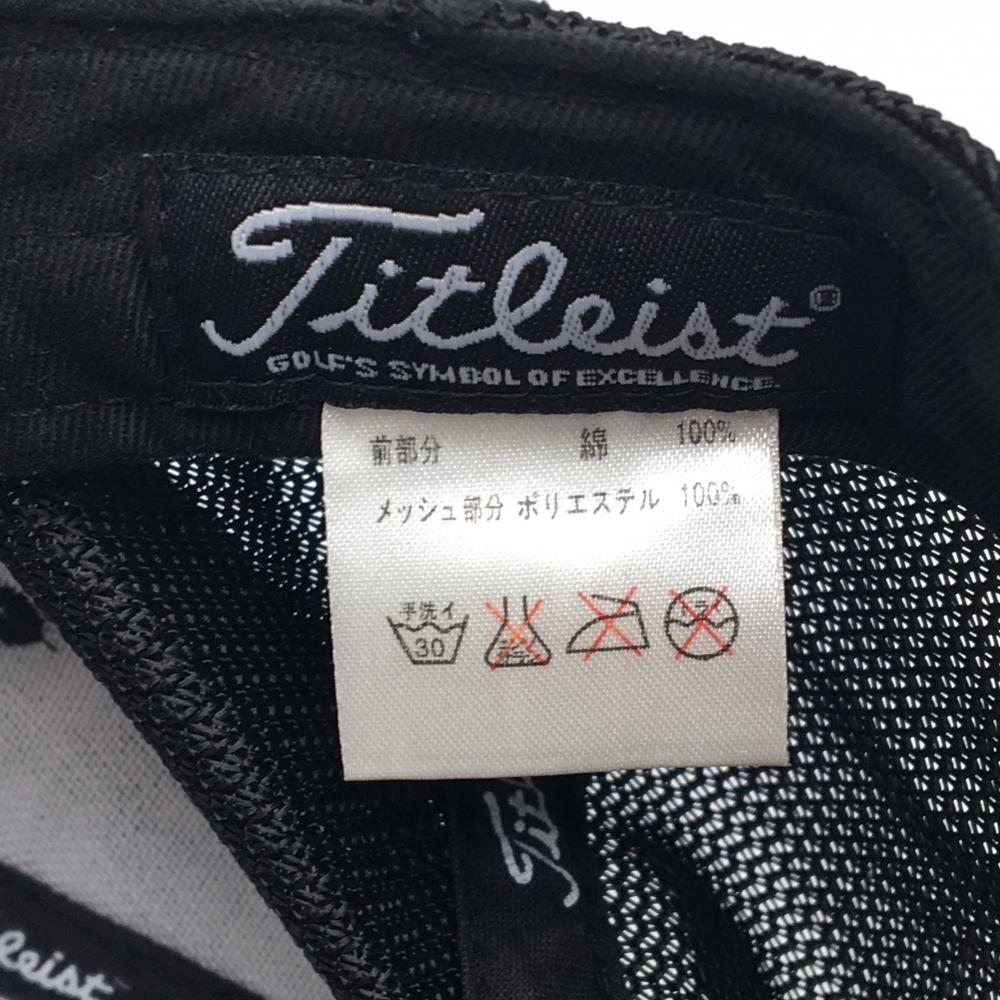 Titleist®
GOLF'S SYMBOL OF EXCELLENCE.
前部分 綿 100%
メッシュ部分 ポリエステル 100%
手洗イ
30
Tit
leist